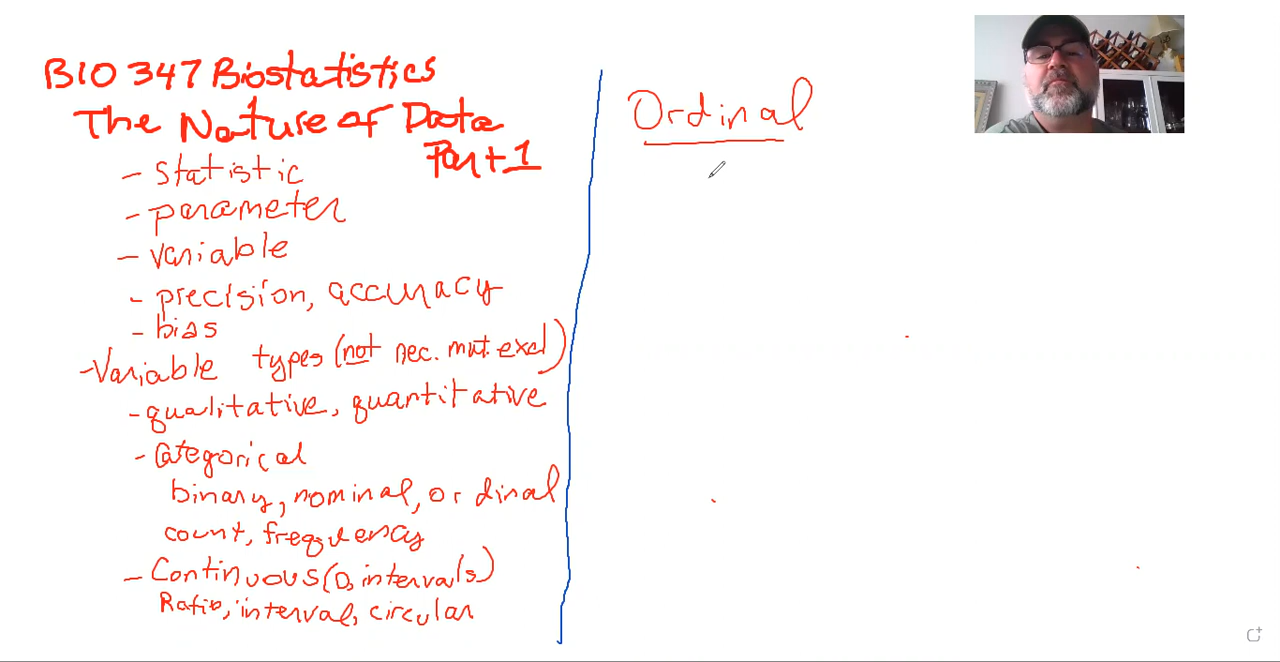 BIO 347 Biostatistics
The Nature of Data
Part 1
- Statistic
- parameter
- Variable
- precision, accuracy
- bias
- Variable types (not nec. mut. excl)
- qualitative, quantitative
- Categorical
binary, nominal, ordinal
count, frequency
- Continuous (0, intervals)
Ratio, interval, circular
Ordinal